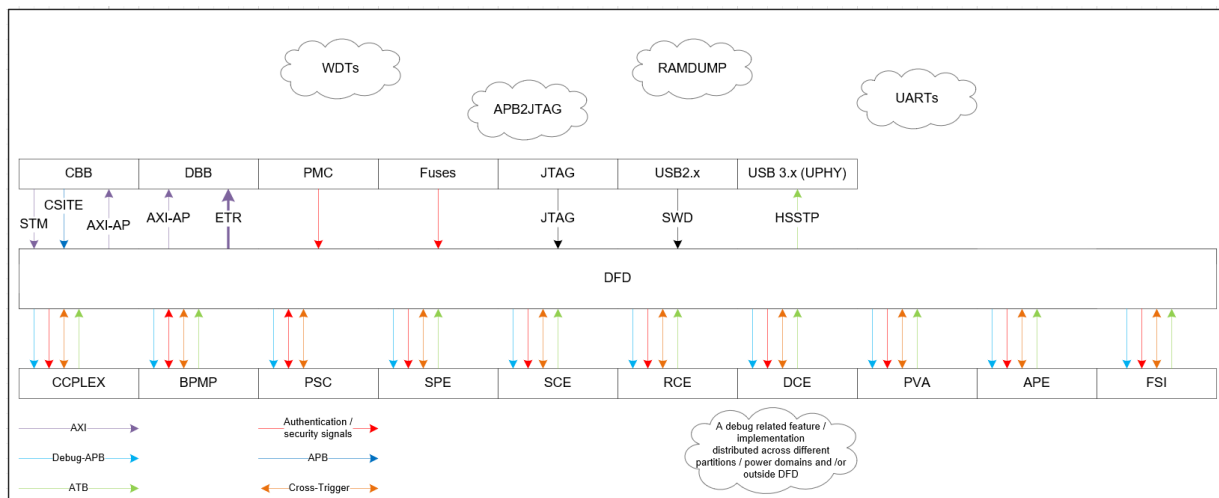 WDTs
RAMDUMP
APB2JTAG
UARTs
CBB DBB PMC Fuses JTAG USB2.x USB 3.x (UPHY)
CSITE
STM AXI-AP AXI-AP ETR JTAG SWD HSSTP
DFD
CCPLEX BPMP PSC SPE SCE RCE DCE PVA APE FSI
AXI
Authentication /
security signals
Debug-APB
APB
ATB
Cross-Trigger
A debug related feature /
implementation
distributed across different
partitions / power domains and /or
outside DFD